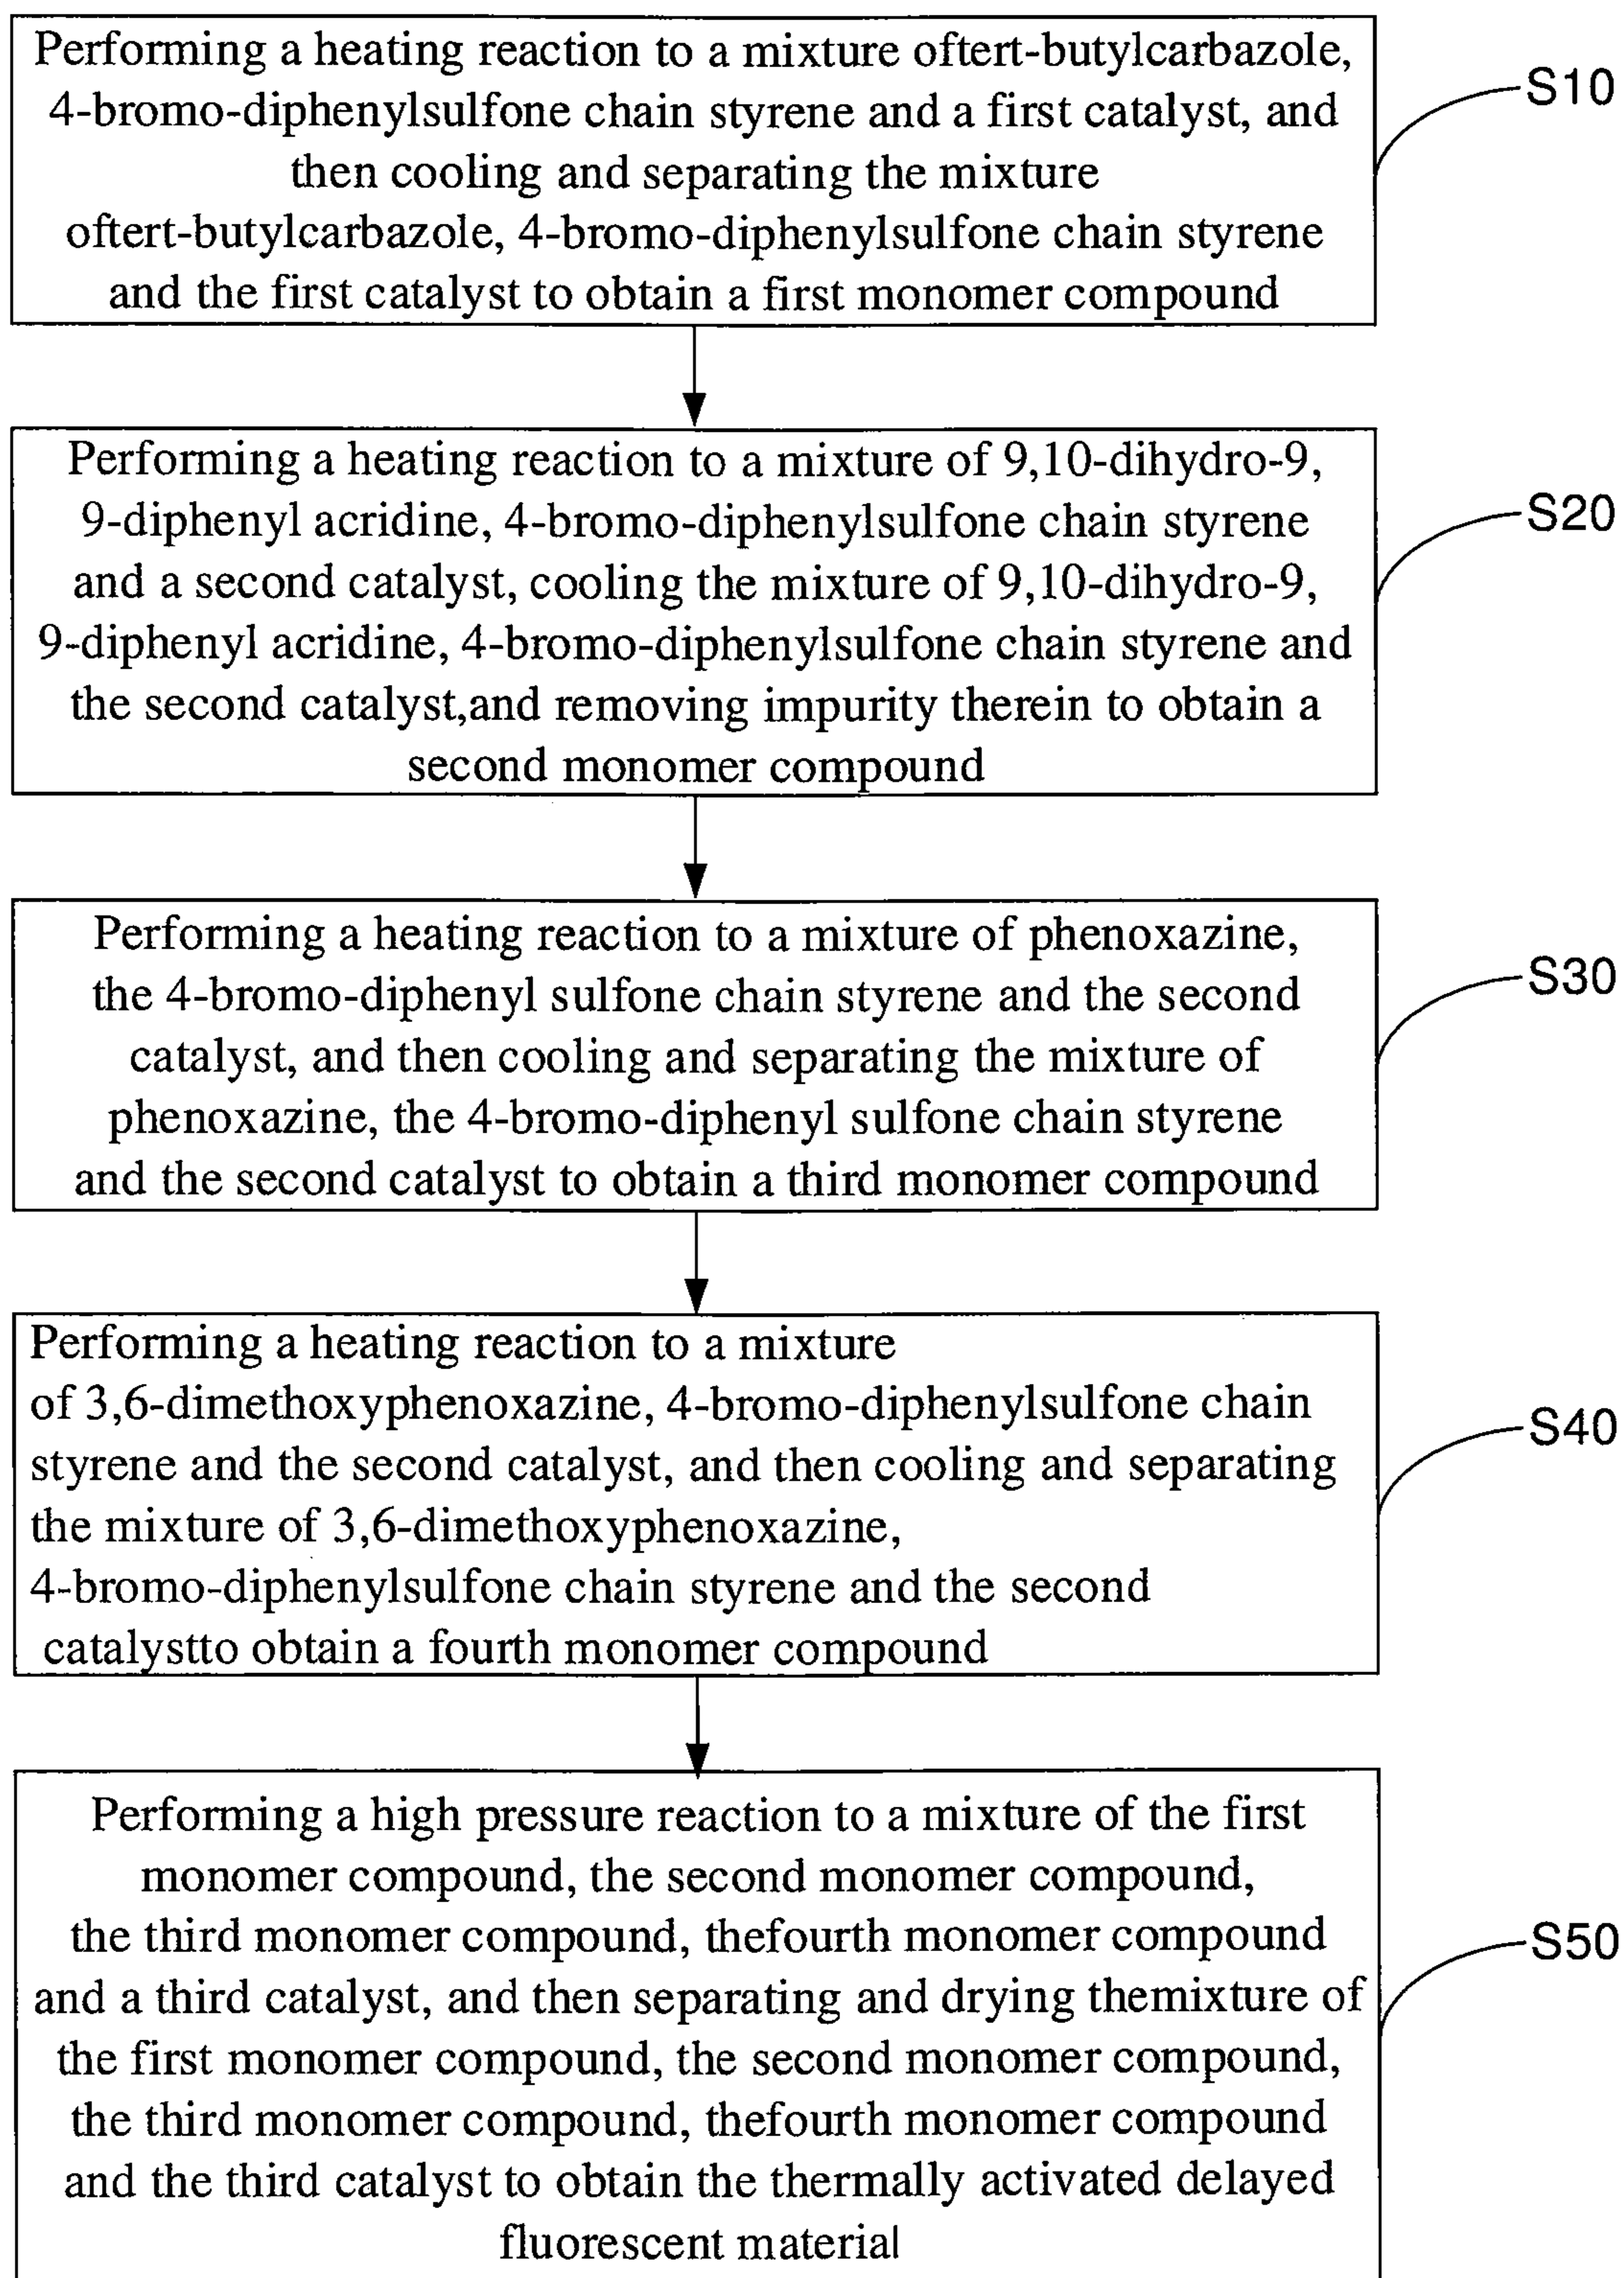 Performing a heating reaction to a mixture oftert-butylcarbazole,
4-bromo-diphenylsulfone chain styrene and a first catalyst, and
then cooling and separating the mixture
oftert-butylcarbazole, 4-bromo-diphenylsulfone chain styrene
and the first catalyst to obtain a first monomer compound
S10
Performing a heating reaction to a mixture of 9,10-dihydro-9,
9-diphenyl acridine, 4-bromo-diphenylsulfone chain styrene
and a second catalyst, cooling the mixture of 9,10-dihydro-9,
9-diphenyl acridine, 4-bromo-diphenylsulfone chain styrene and
the second catalyst,and removing impurity therein to obtain a
second monomer compound
S20
Performing a heating reaction to a mixture of phenoxazine,
the 4-bromo-diphenyl sulfone chain styrene and the second
catalyst, and then cooling and separating the mixture of
phenoxazine, the 4-bromo-diphenyl sulfone chain styrene
and the second catalyst to obtain a third monomer compound
S30
Performing a heating reaction to a mixture
of 3,6-dimethoxyphenoxazine, 4-bromo-diphenylsulfone chain
styrene and the second catalyst, and then cooling and separating
the mixture of 3,6-dimethoxyphenoxazine,
4-bromo-diphenylsulfone chain styrene and the second
catalystto obtain a fourth monomer compound
S40
Performing a high pressure reaction to a mixture of the first
monomer compound, the second monomer compound,
the third monomer compound, thefourth monomer compound
and a third catalyst, and then separating and drying themixture of
the first monomer compound, the second monomer compound,
the third monomer compound, thefourth monomer compound
and the third catalyst to obtain the thermally activated delayed
fluorescent material
S50